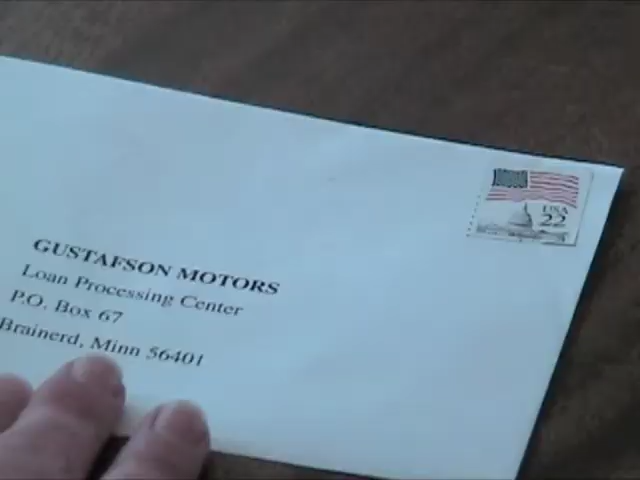 GUSTAFSON MOTORS
Loan Processing Center
P.O. Box 67
Brainerd, Minn 56401
USA
22